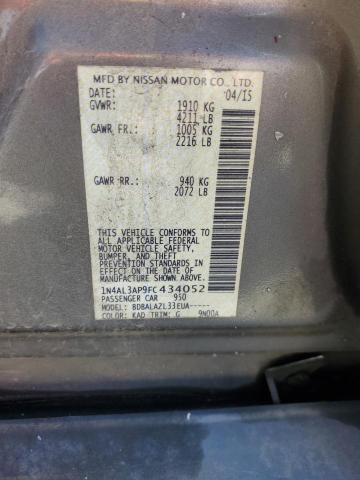 MFD BY NISSAN MOTOR CO., LTD.
DATE: 04/15
GVWR: 1910 KG
4211 LB
GAWR FR.: 1005 KG
2216 LB
GAWR RR.: 940 KG
2072 LB
THIS VEHICLE CONFORMS TO ALL
APPLICABLE FEDERAL
MOTOR VEHICLE SAFETY,
BUMPER, AND THEFT
PREVENTION STANDARDS IN
EFFECT ON THE DATE OF
MANUFACTURE SHOWN ABOVE.
1N4AL3AP9FC434052
PASSENGER CAR 950
MODEL: BDBALAZL33EUA-----
COLOR: KAD TRIM: G 9N00A